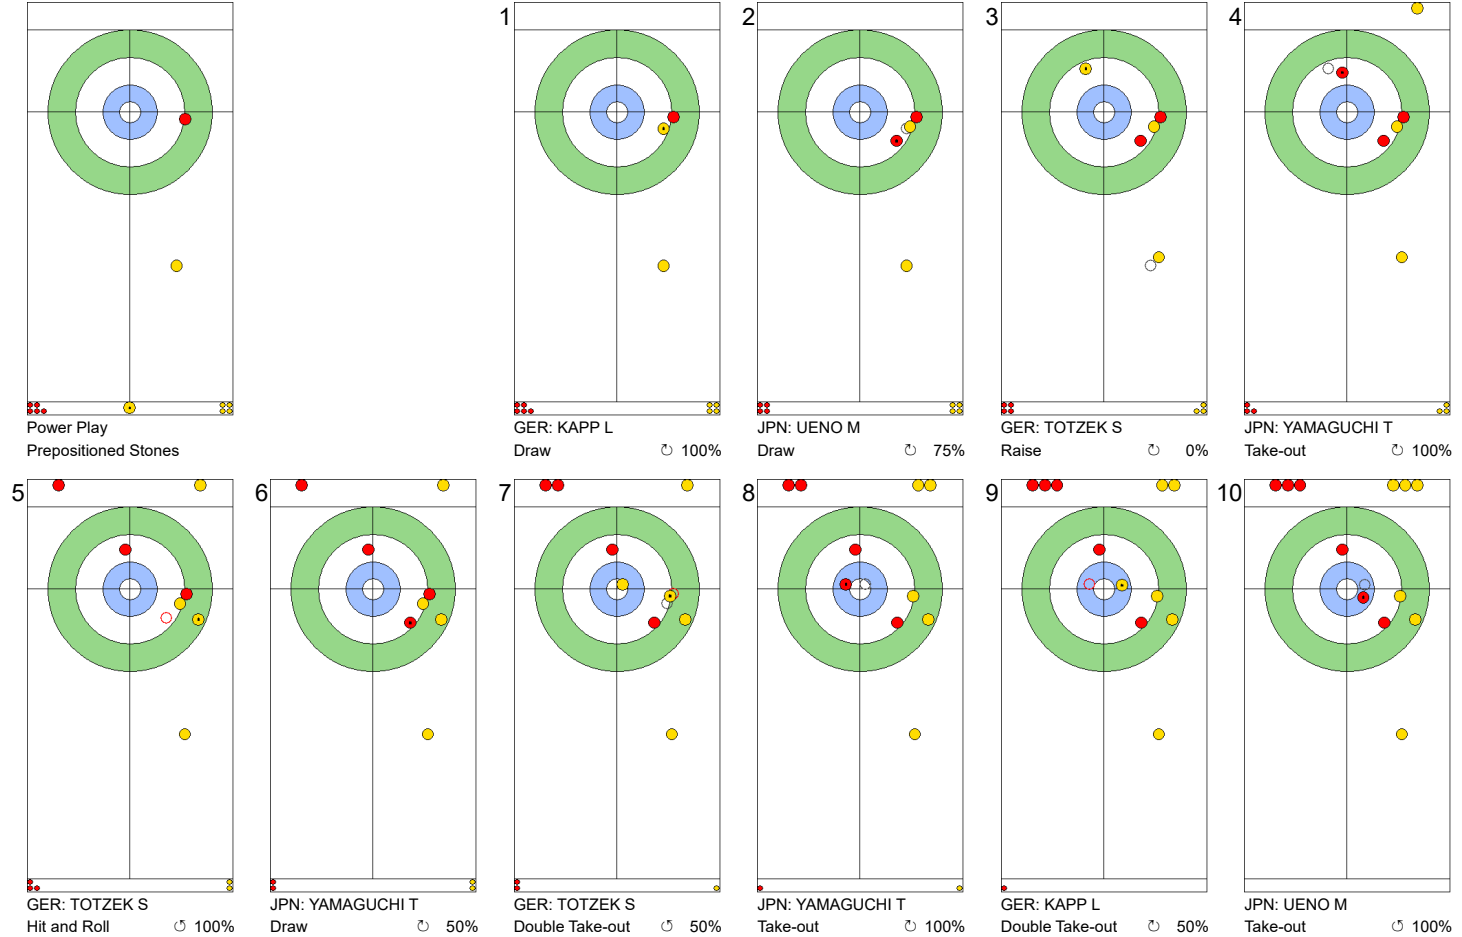 1
2
3
4
Power Play
Prepositioned Stones
GER: KAPP L
Draw 100%
JPN: UENO M
Draw 75%
GER: TOTZEK S
Raise 0%
JPN: YAMAGUCHI T
Take-out 100%
5
6
7
8
9
10
GER: TOTZEK S
Hit and Roll 100%
JPN: YAMAGUCHI T
Draw 50%
GER: TOTZEK S
Double Take-out 50%
JPN: YAMAGUCHI T
Take-out 100%
GER: KAPP L
Double Take-out 50%
JPN: UENO M
Take-out 100%